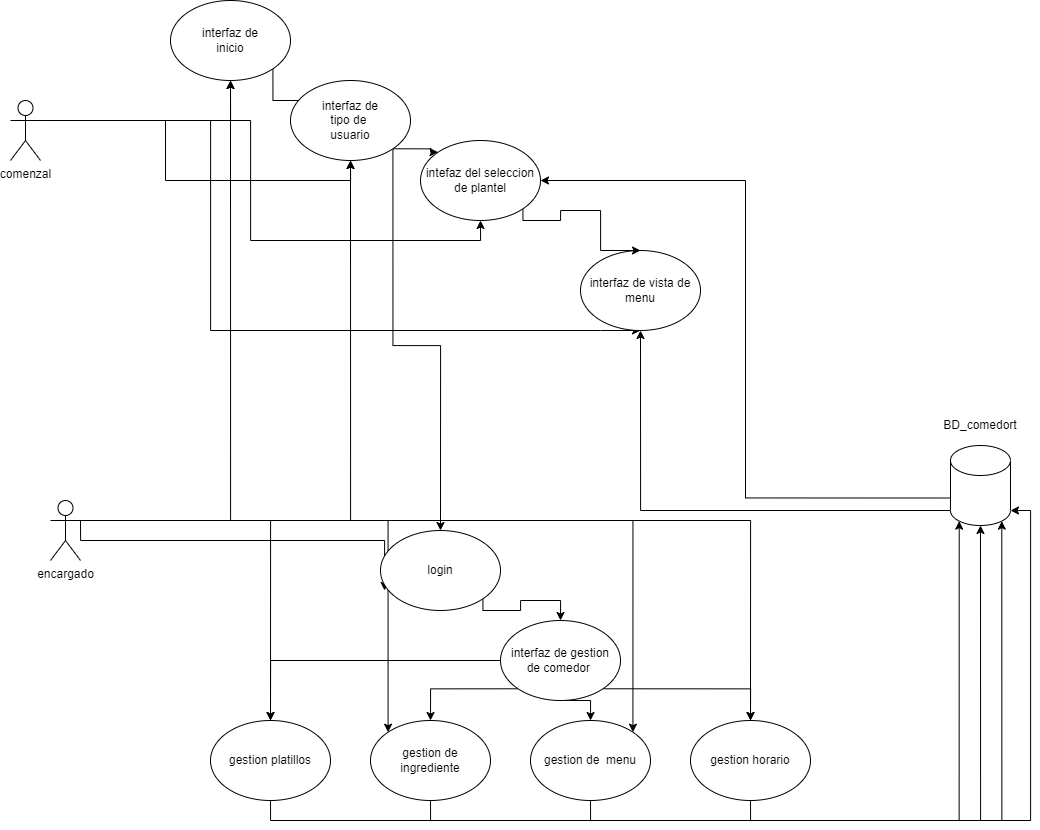 interfaz de
inicio
interfaz de
tipo de
usuario
comenzal
intefaz del seleccion
de plantel
interfaz de vista de
menu
BD_comedort
encargado
login
interfaz de gestion
de comedor
gestion platillos
gestion de
ingrediente
gestion de  menu
gestion horario